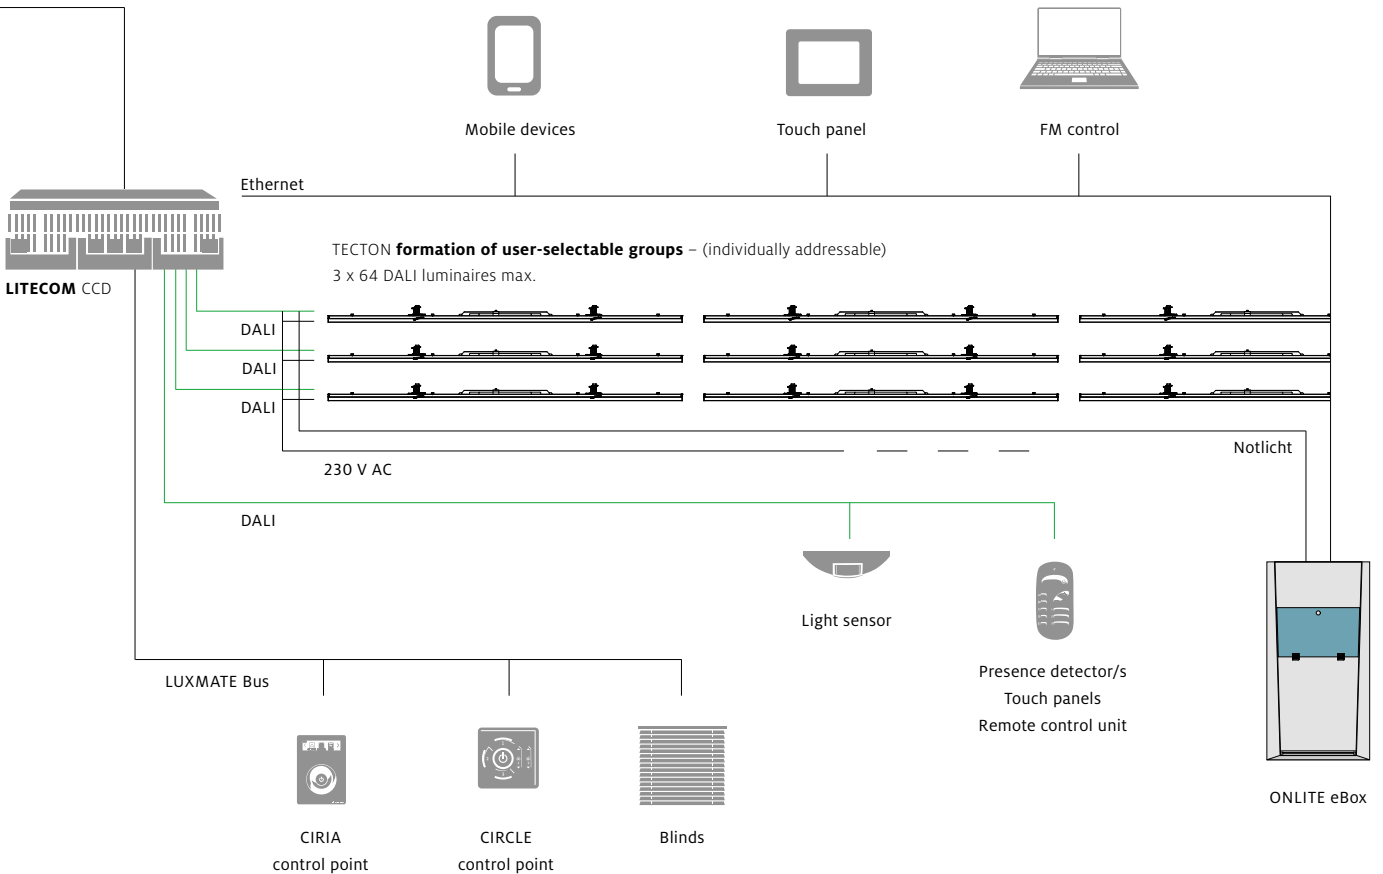 Mobile devices
Touch panel
FM control
Ethernet
TECTON formation of user-selectable groups – (individually addressable)
3 x 64 DALI luminaires max.
LITECOM CCD
DALI
DALI
DALI
Notlicht
230 V AC
DALI
Light sensor
Presence detector/s
Touch panels
Remote control unit
LUXMATE Bus
ONLITE eBox
CIRIA
control point
CIRCLE
control point
Blinds